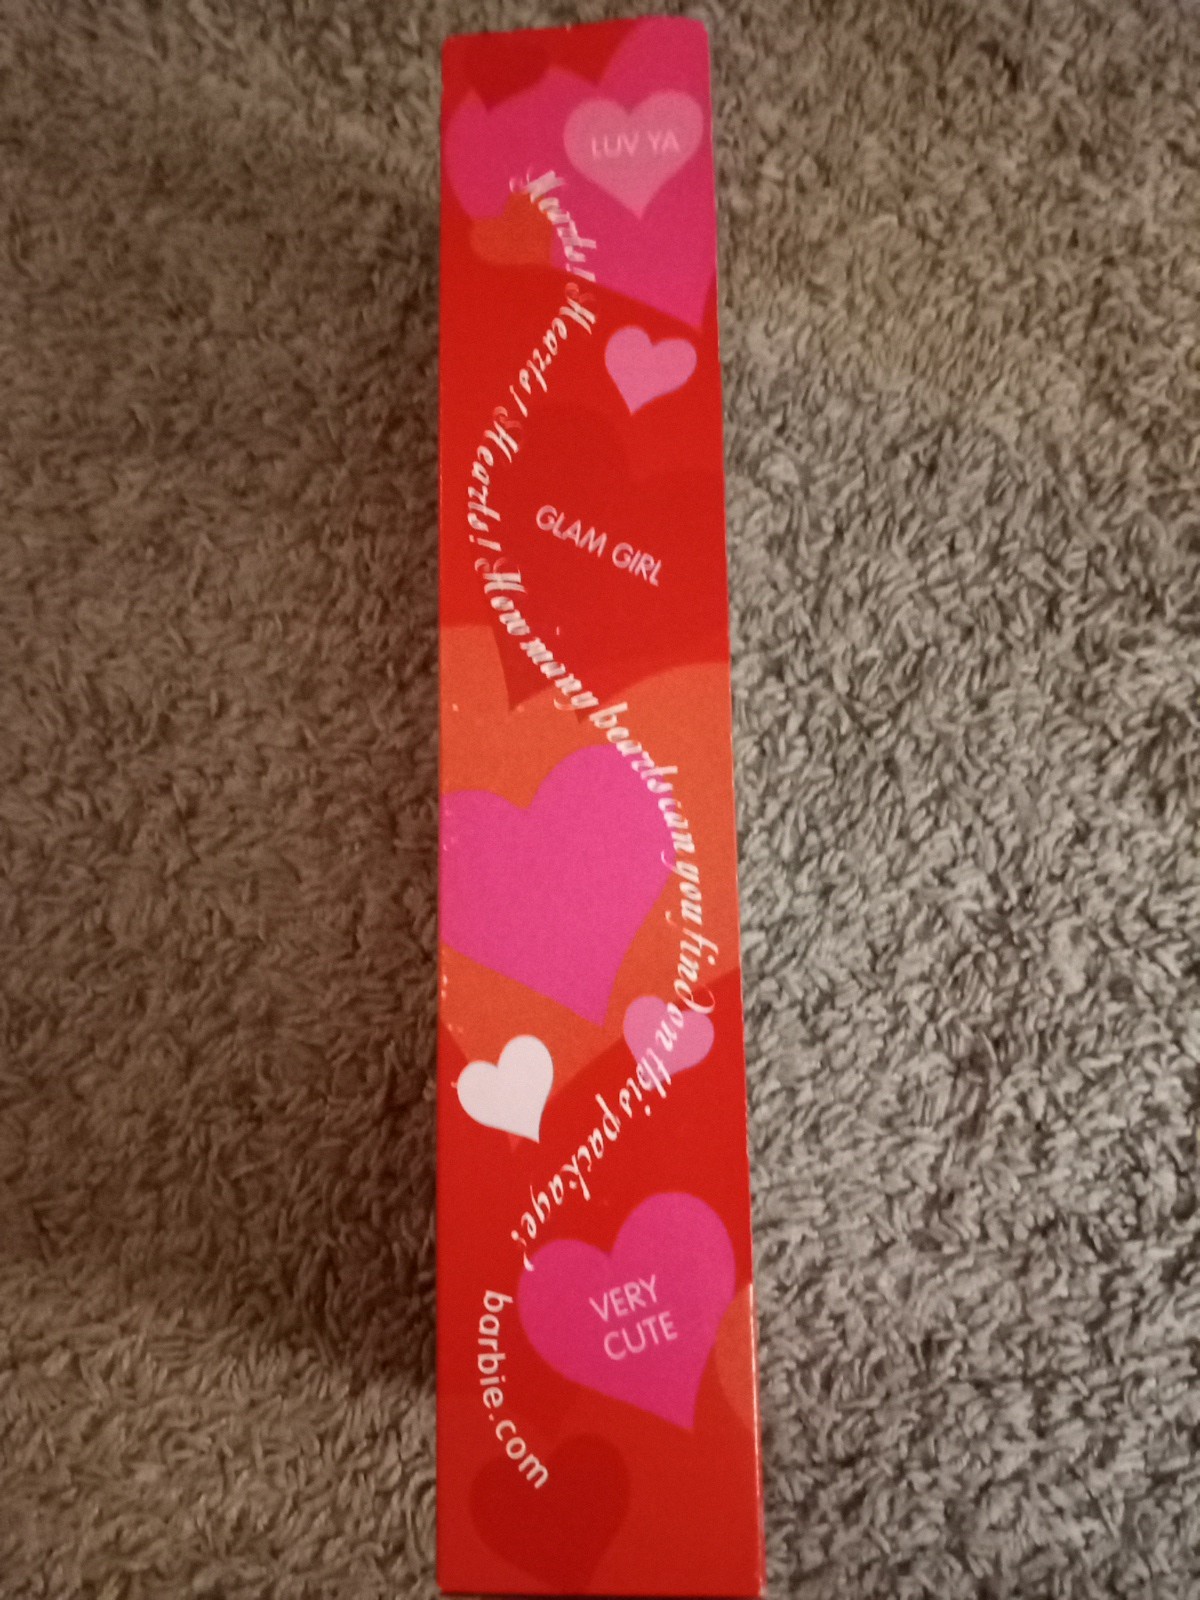 LUV YA
Hearts! Hearts! Hearts! How many hearts can you find on this package?
GLAM GIRL
VERY
CUTE
barbie.com